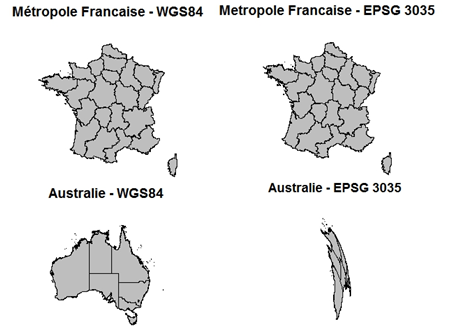 Métropole Francaise - WGS84
Metropole Francaise - EPSG 3035
Australie - WGS84
Australie - EPSG 3035